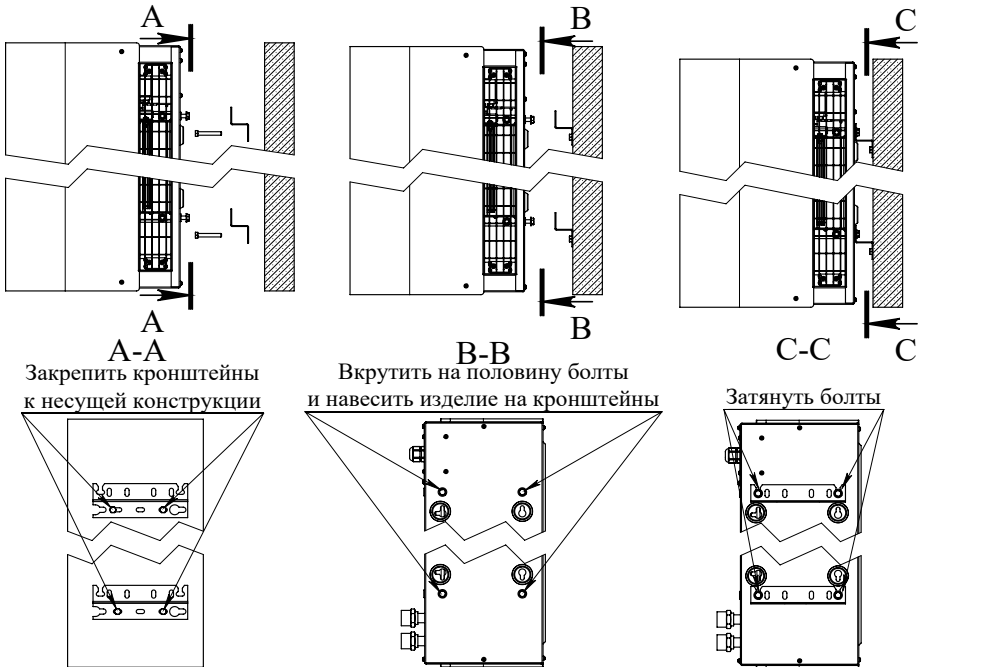 A
B
C
A
B
C
A-A
B-B
C-C
Закрепить кронштейны
к несущей конструкции
Вкрутить на половину болты
и навесить изделие на кронштейны
Затянуть болты